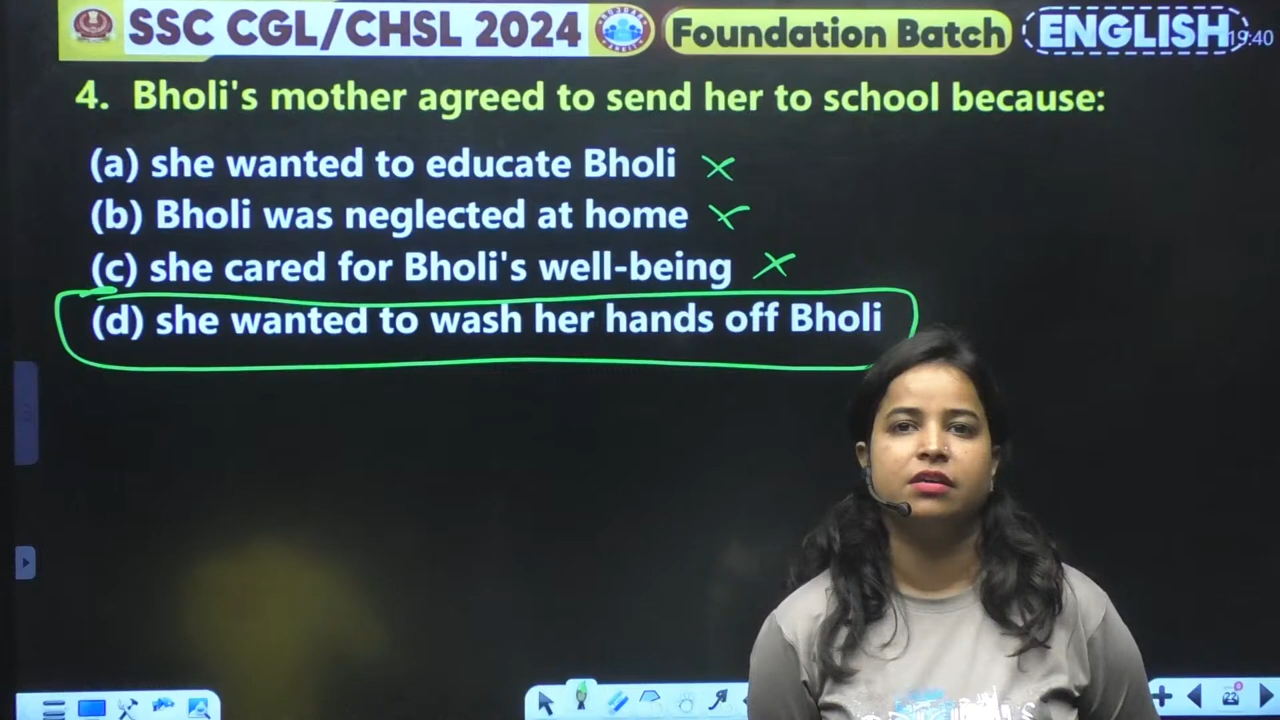 SSC CGL/CHSL 2024 Foundation Batch ENGLISH 19:40
4. Bholi's mother agreed to send her to school because:
(a) she wanted to educate Bholi
(b) Bholi was neglected at home
(c) she cared for Bholi's well-being
(d) she wanted to wash her hands off Bholi
22